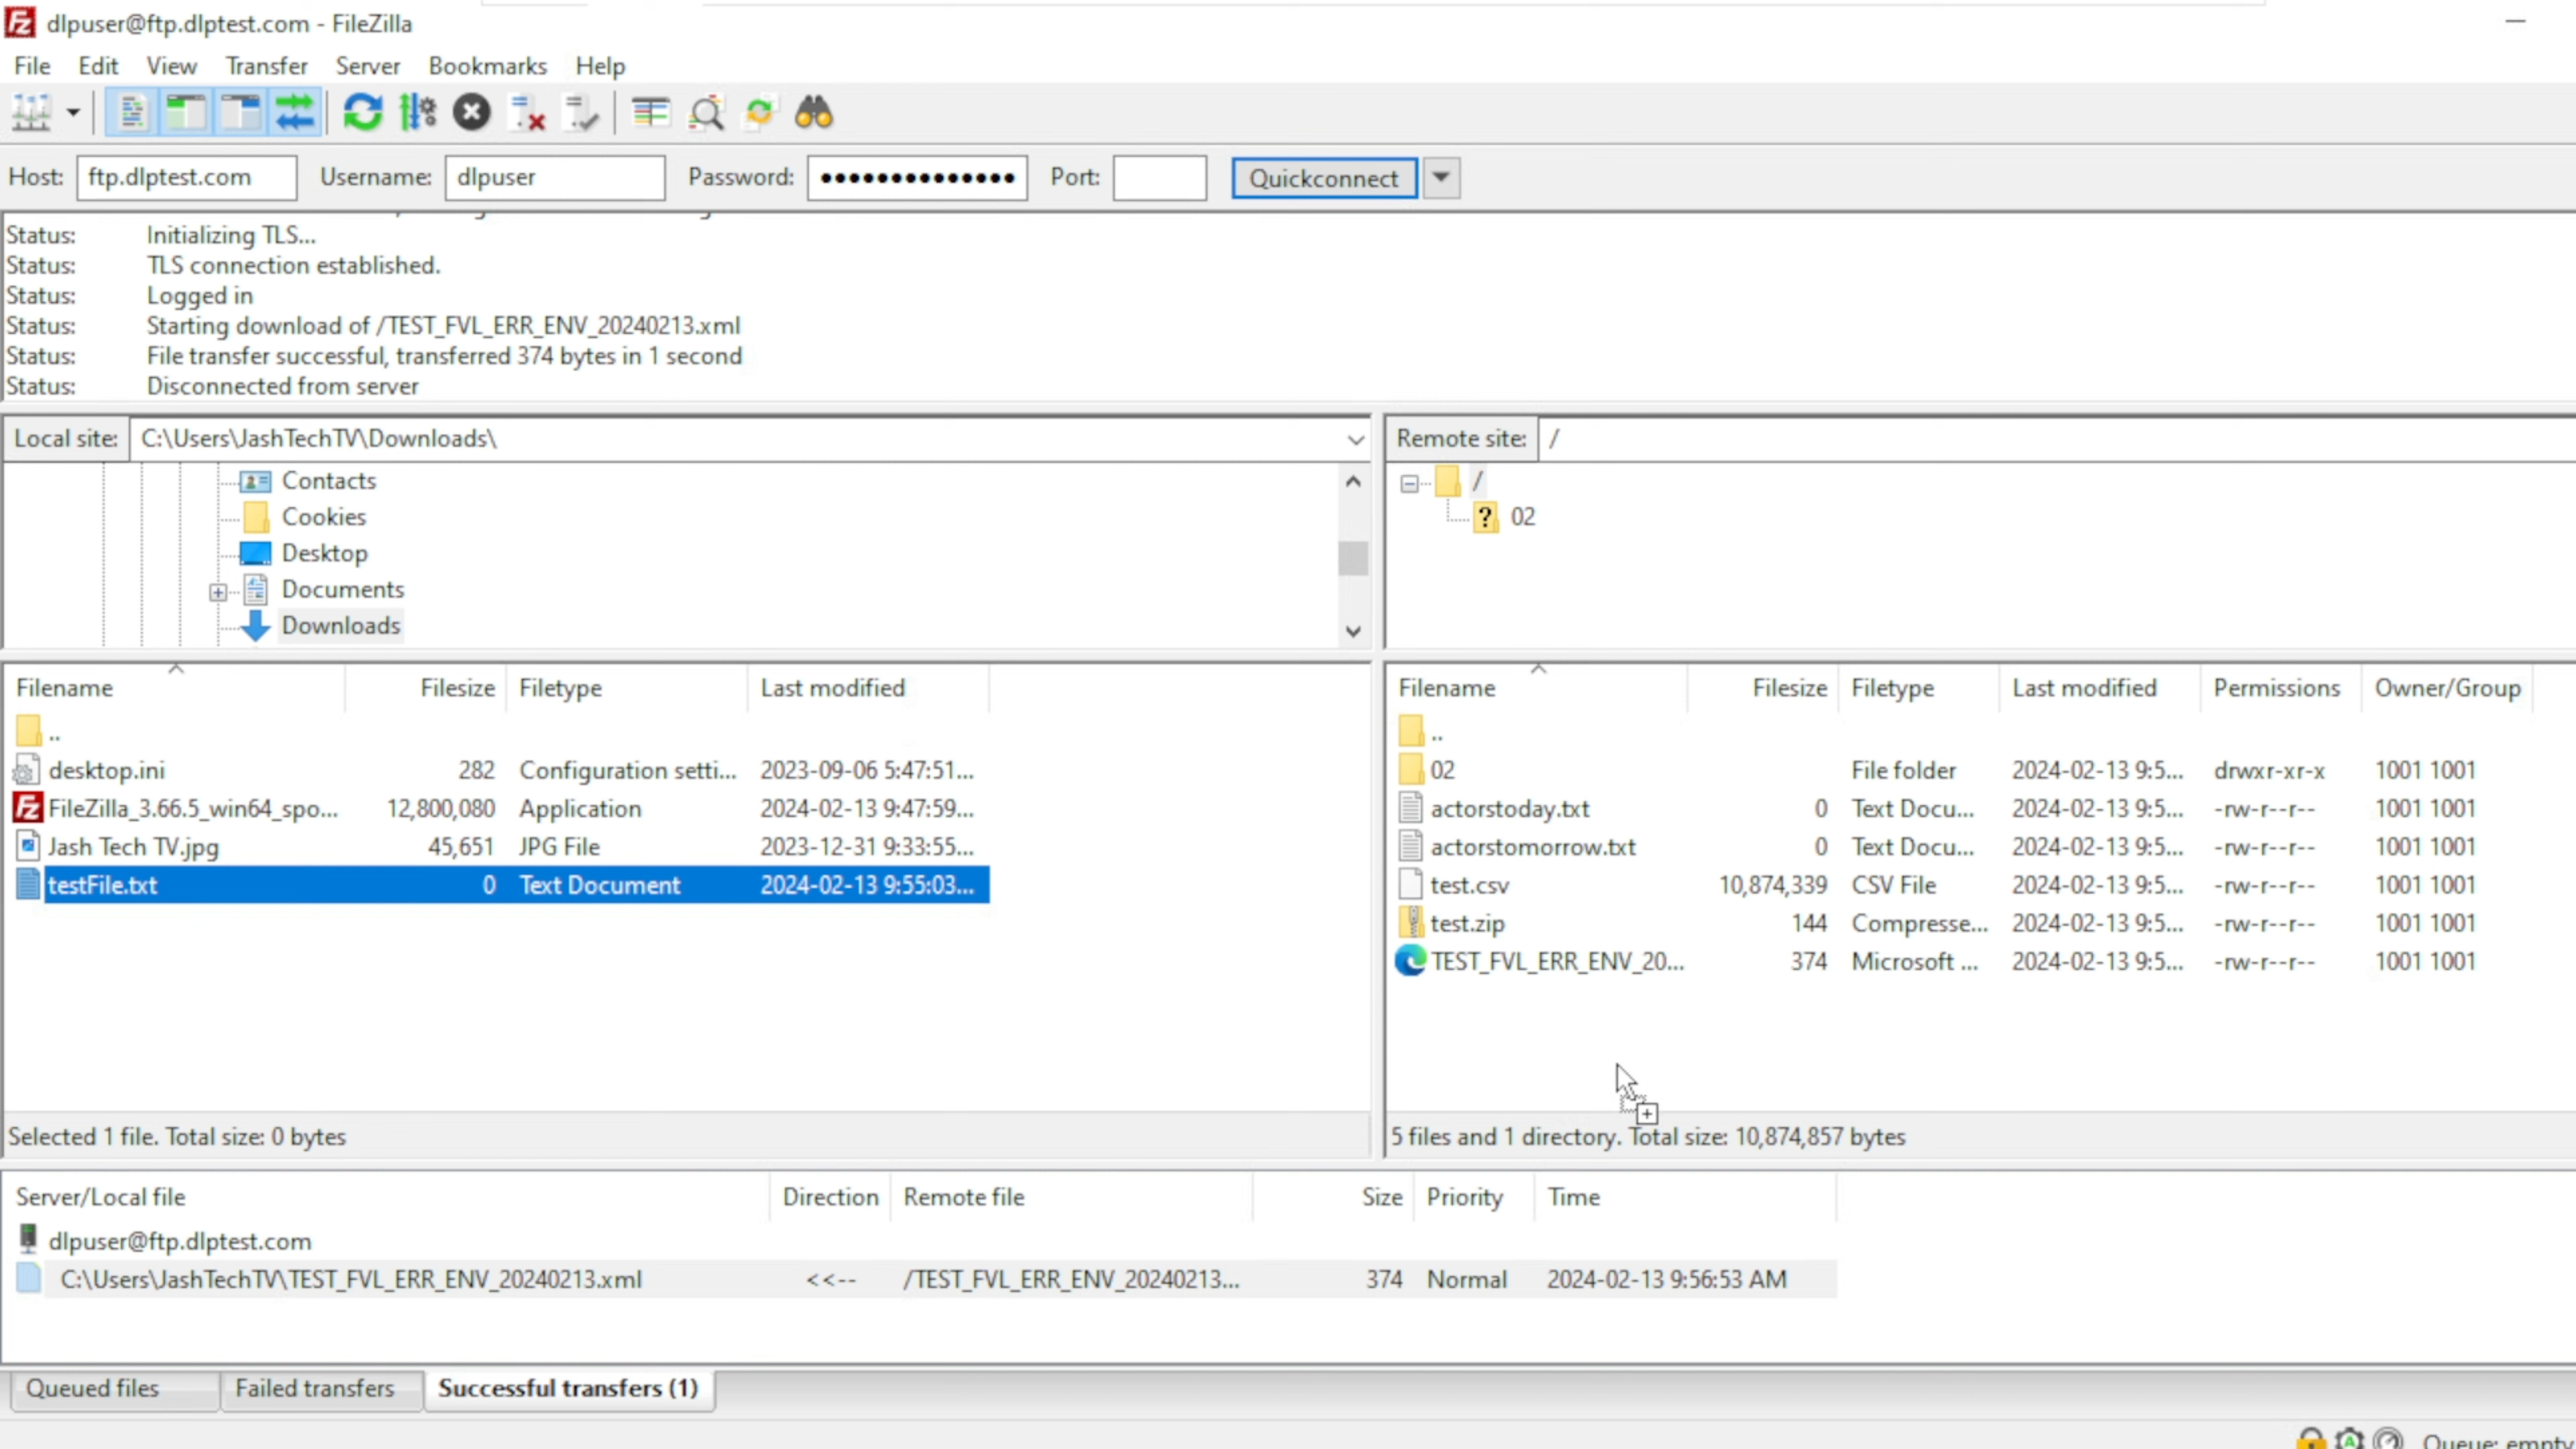 dlpuser@ftp.dlptest.com - FileZilla
File Edit View Transfer Server Bookmarks Help
Host: ftp.dlptest.com Username: dlpuser Password: ●●●●●●●●●●●●●● Port: Quickconnect
Status: Initializing TLS...
Status: TLS connection established.
Status: Logged in
Status: Starting download of /TEST_FVL_ERR_ENV_20240213.xml
Status: File transfer successful, transferred 374 bytes in 1 second
Status: Disconnected from server
Local site: C:\Users\JashTechTV\Downloads\
Contacts
Cookies
Desktop
Documents
Downloads
Remote site: /
/
? 02
Filename Filesize Filetype Last modified
..
desktop.ini 282 Configuration setti... 2023-09-06 5:47:51...
FileZilla_3.66.5_win64_spo... 12,800,080 Application 2024-02-13 9:47:59...
Jash Tech TV.jpg 45,651 JPG File 2023-12-31 9:33:55...
testFile.txt 0 Text Document 2024-02-13 9:55:03...
Selected 1 file. Total size: 0 bytes
Filename Filesize Filetype Last modified Permissions Owner/Group
..
02 File folder 2024-02-13 9:5... drwxr-xr-x 1001 1001
actorstoday.txt 0 Text Docu... 2024-02-13 9:5... -rw-r--r-- 1001 1001
actorstomorrow.txt 0 Text Docu... 2024-02-13 9:5... -rw-r--r-- 1001 1001
test.csv 10,874,339 CSV File 2024-02-13 9:5... -rw-r--r-- 1001 1001
test.zip 144 Compresse... 2024-02-13 9:5... -rw-r--r-- 1001 1001
TEST_FVL_ERR_ENV_20... 374 Microsoft ... 2024-02-13 9:5... -rw-r--r-- 1001 1001
5 files and 1 directory. Total size: 10,874,857 bytes
Server/Local file Direction Remote file Size Priority Time
dlpuser@ftp.dlptest.com
C:\Users\JashTechTV\TEST_FVL_ERR_ENV_20240213.xml <<-- /TEST_FVL_ERR_ENV_20240213... 374 Normal 2024-02-13 9:56:53 AM
Queued files Failed transfers Successful transfers (1)
Queue: empty